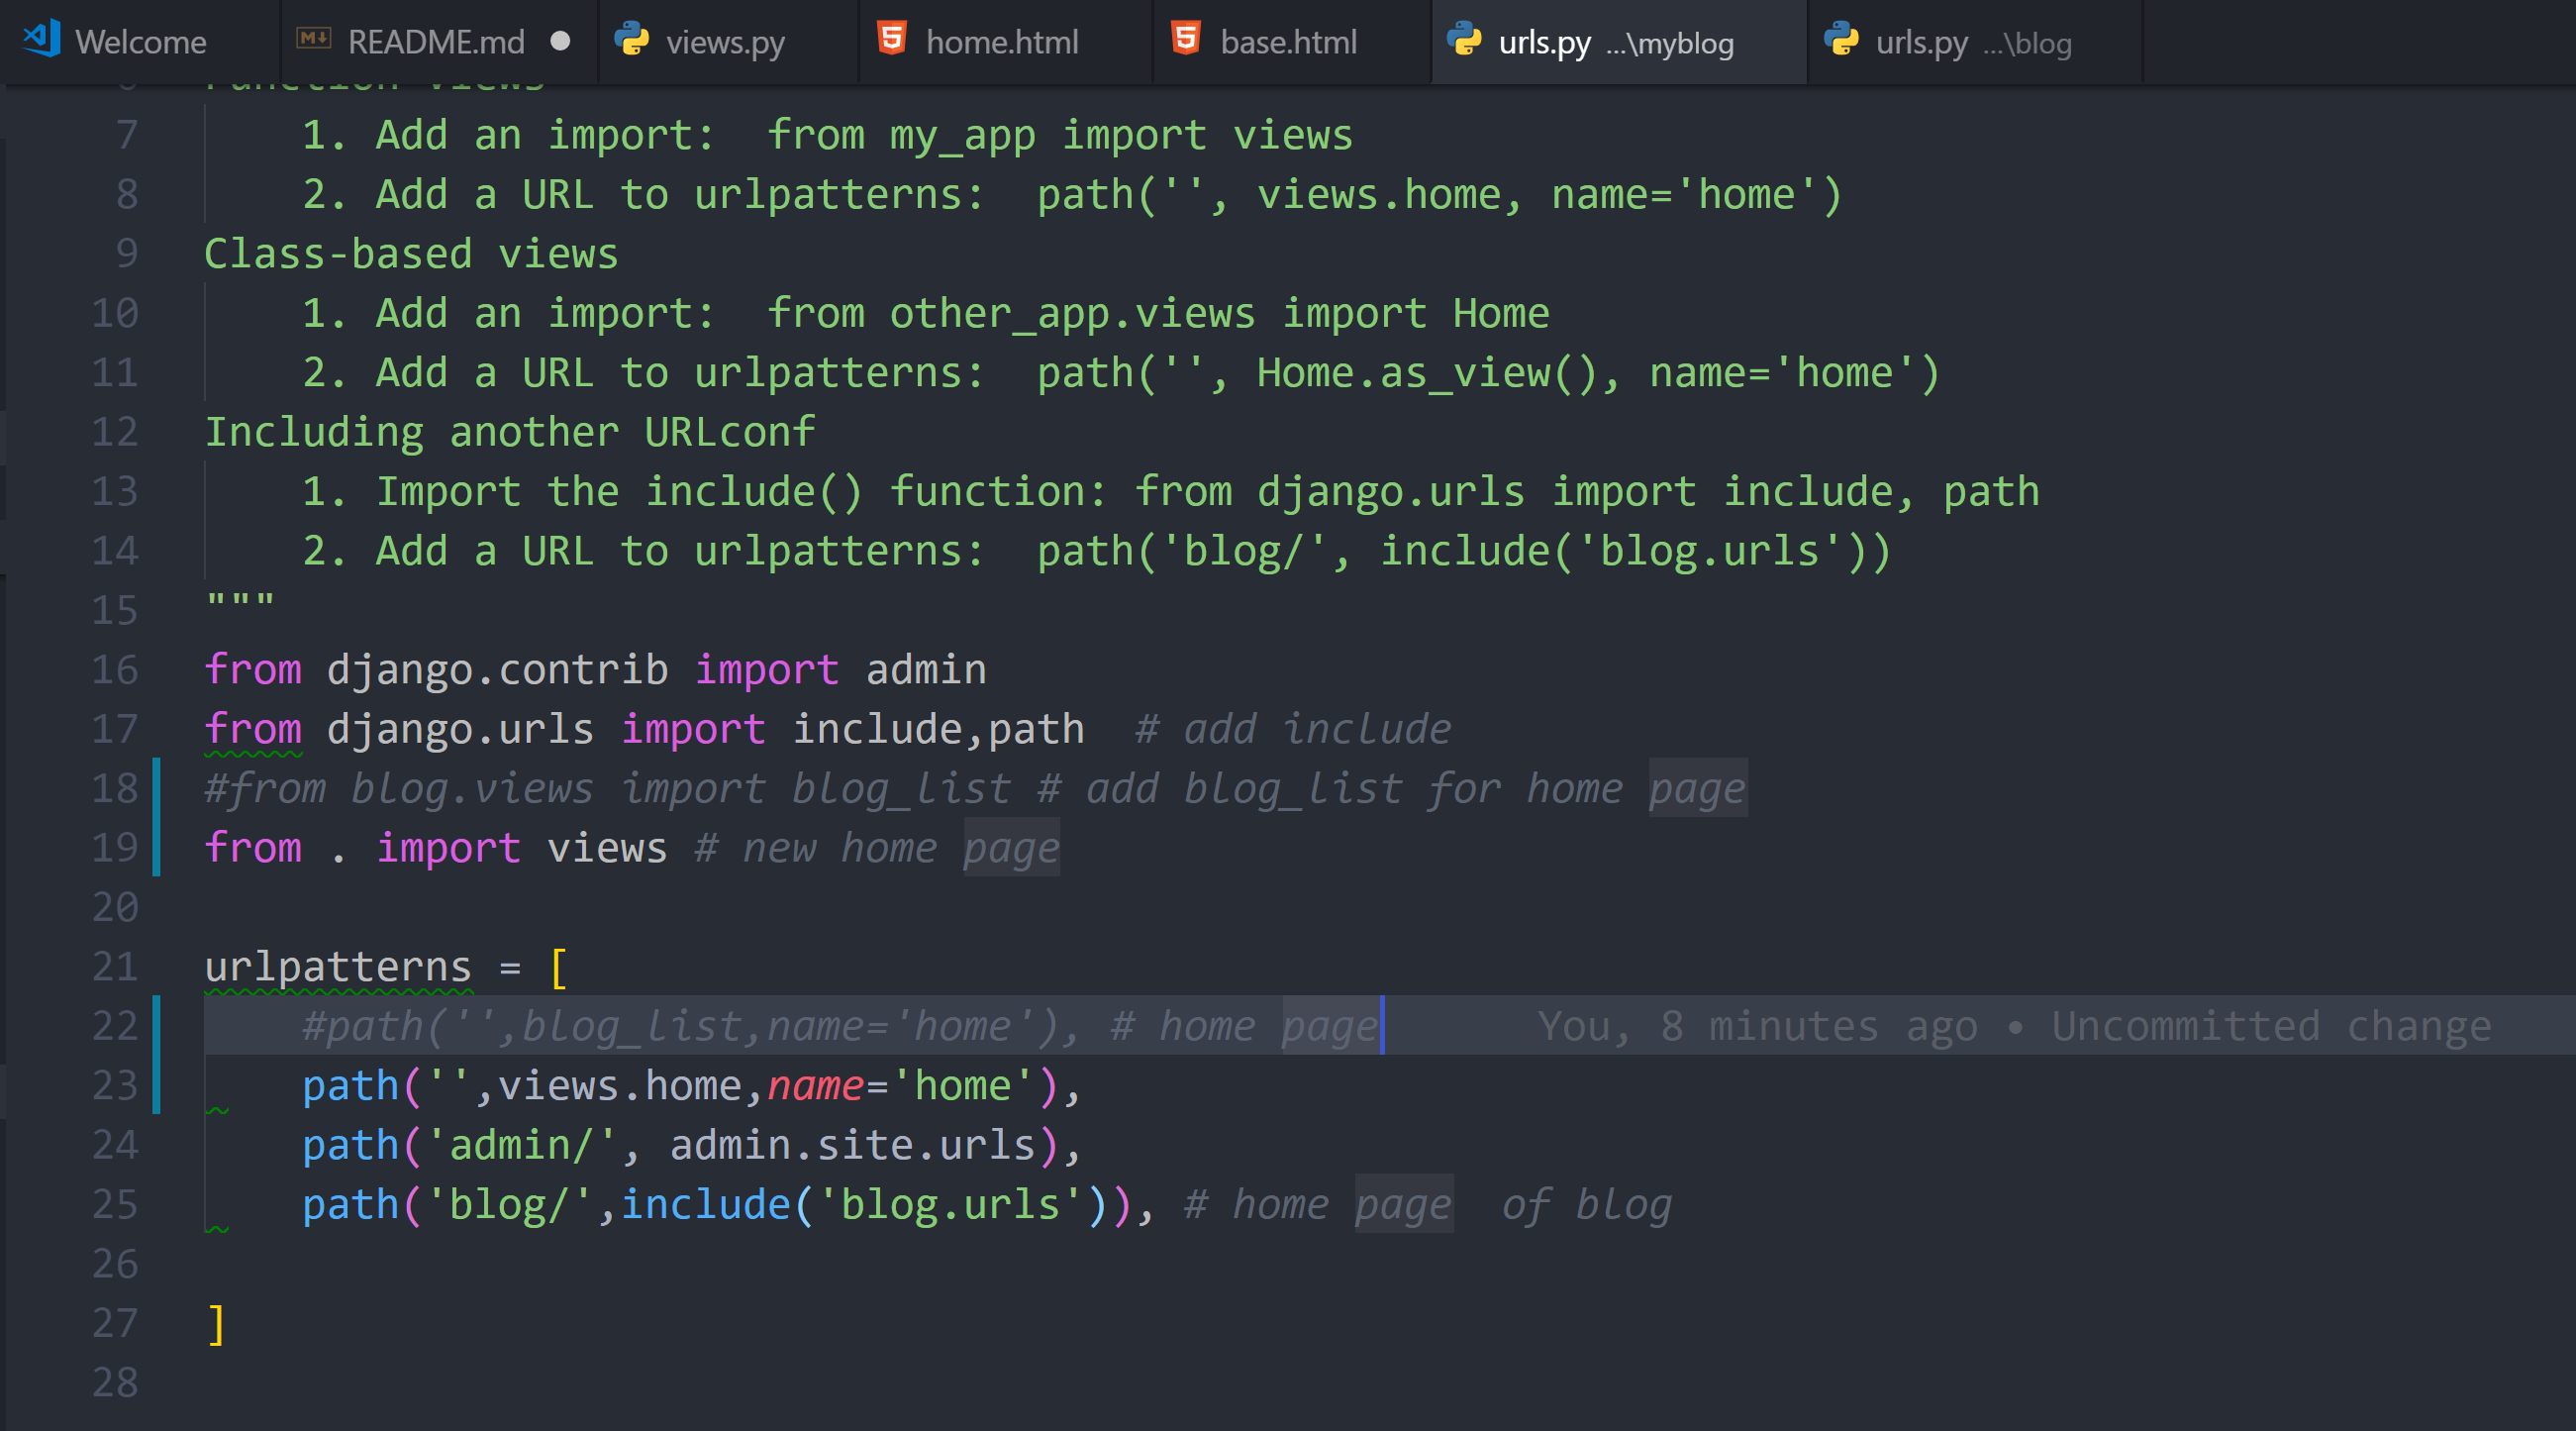 Welcome README.md views.py home.html base.html urls.py ...\myblog urls.py ...\blog
Function views
7 1. Add an import:  from my_app import views
8 2. Add a URL to urlpatterns:  path('', views.home, name='home')
9 Class-based views
10 1. Add an import:  from other_app.views import Home
11 2. Add a URL to urlpatterns:  path('', Home.as_view(), name='home')
12 Including another URLconf
13 1. Import the include() function: from django.urls import include, path
14 2. Add a URL to urlpatterns:  path('blog/', include('blog.urls'))
15 """
16 from django.contrib import admin
17 from django.urls import include,path  # add include
18 #from blog.views import blog_list # add blog_list for home page
19 from . import views # new home page
20
21 urlpatterns = [
22 #path('',blog_list,name='home'), # home page You, 8 minutes ago • Uncommitted change
23 path('',views.home,name='home'),
24 path('admin/', admin.site.urls),
25 path('blog/',include('blog.urls')), # home page  of blog
26
27 ]
28